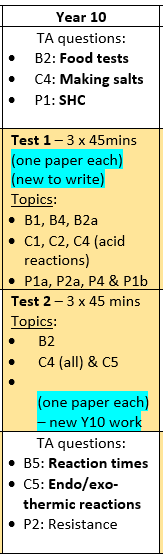 Year 10
TA questions:
• B2: Food tests
• C4: Making salts
• P1: SHC
Test 1 – 3 x 45mins
(one paper each)
(new to write)
Topics:
• B1, B4, B2a
• C1, C2, C4 (acid
reactions)
• P1a, P2a, P4 & P1b
Test 2 – 3 x 45 mins
Topics:
• B2
• C4 (all) & C5
•
(one paper each)
– new Y10 work
TA questions:
• B5: Reaction times
• C5: Endo/exo-
thermic reactions
• P2: Resistance